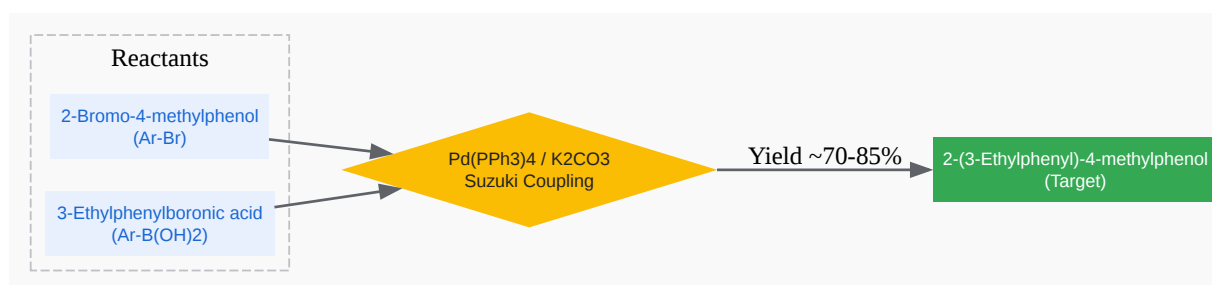 Reactants
2-Bromo-4-methylphenol
(Ar-Br)
3-Ethylphenylboronic acid
(Ar-B(OH)2)
Pd(PPh3)4 / K2CO3
Suzuki Coupling
Yield ~70-85%
2-(3-Ethylphenyl)-4-methylphenol
(Target)